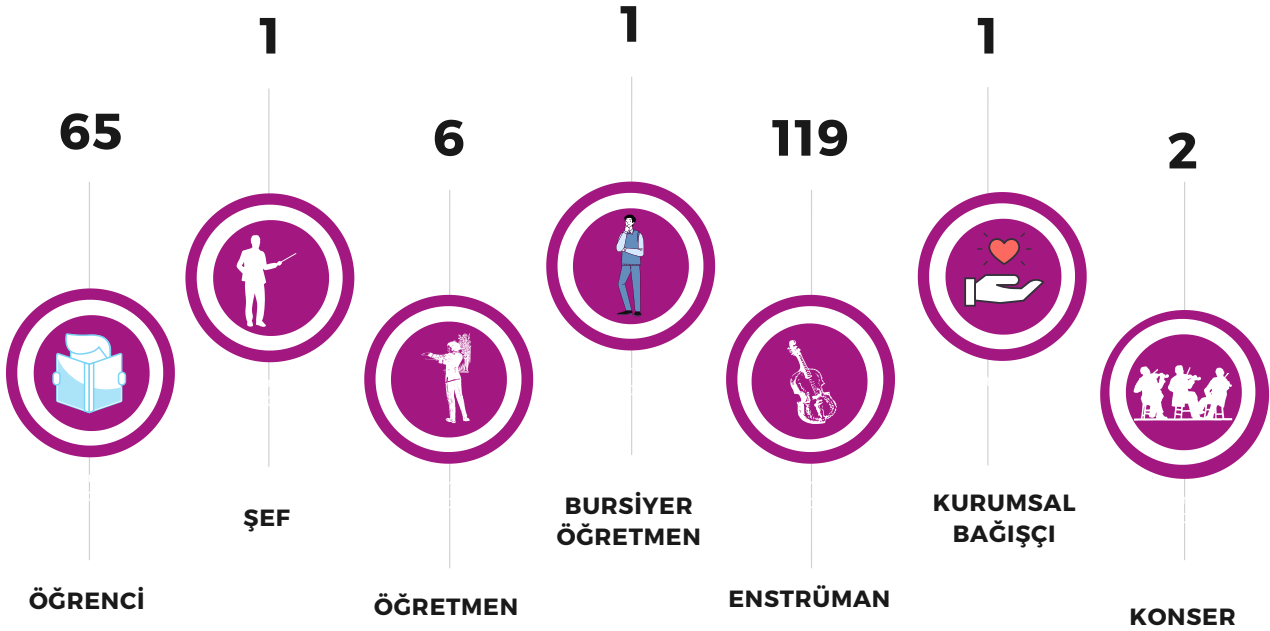 65
ÖĞRENCİ
1
ŞEF
6
ÖĞRETMEN
1
BURSİYER
ÖĞRETMEN
119
ENSTRÜMAN
1
KURUMSAL
BAĞIŞÇI
2
KONSER